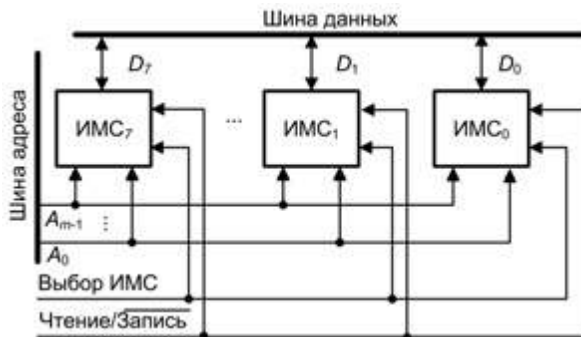 Шина данных
Шина адреса
D7 D1 D0
ИМС7 ... ИМС1 ИМС0
Am-1 ...
A0
Выбор ИМС
Чтение/Запись